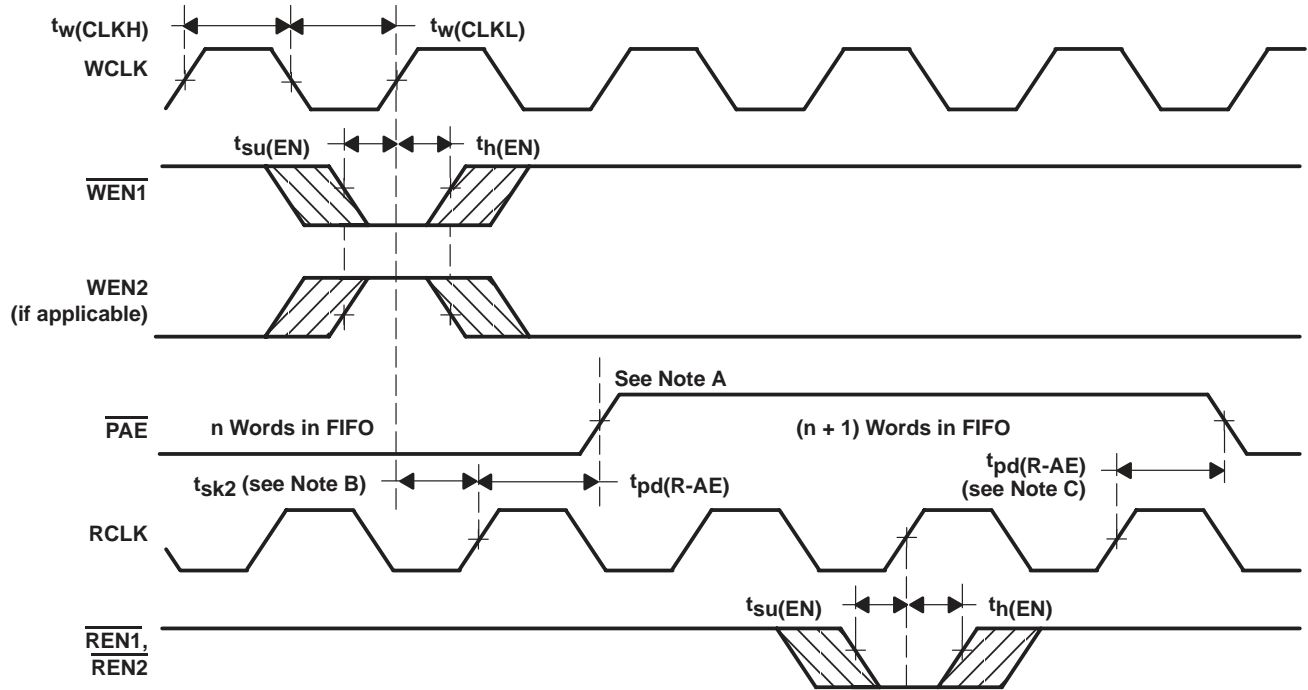 tw(CLKH)
tw(CLKL)
WCLK
tsu(EN)
th(EN)
WEN1
WEN2
(if applicable)
See Note A
PAE
n Words in FIFO
(n + 1) Words in FIFO
tsk2 (see Note B)
tpd(R-AE)
tpd(R-AE)
(see Note C)
RCLK
tsu(EN)
th(EN)
REN1,
REN2